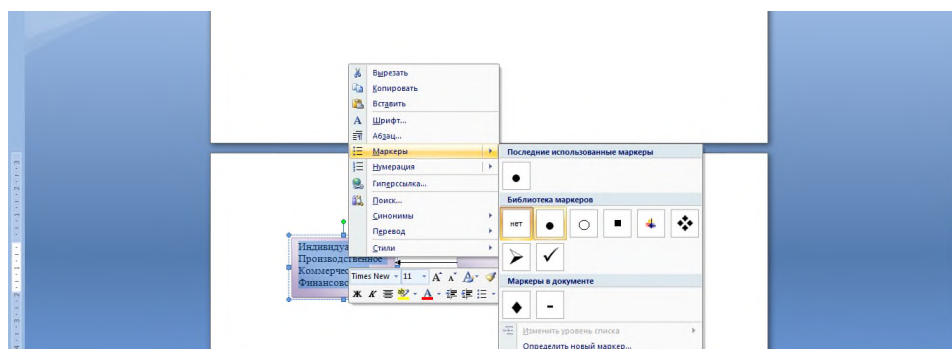 Вырезать
Копировать
Вставить
Шрифт...
Абзац...
Маркеры
Нумерация
Гиперссылка...
Поиск...
Синонимы
Перевод
Стили
Последние использованные маркеры
Библиотека маркеров
нет
Маркеры в документе
Изменить уровень списка
Определить новый маркер...
Индивидуа
Производственное
Коммерчес
Финансово
Times New 11 A A A
Ж К A